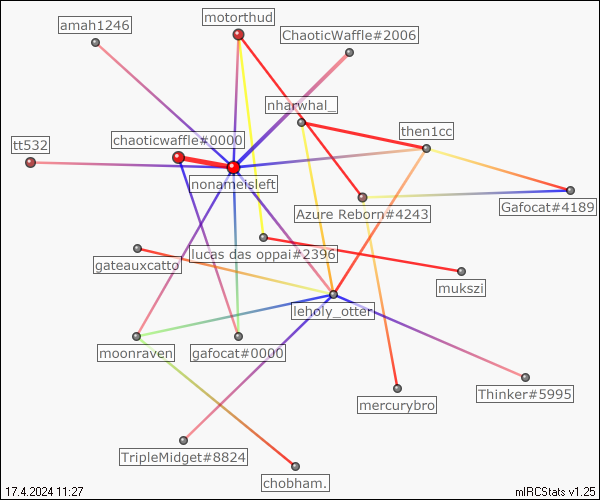 motorthud
amah1246
ChaoticWaffle#2006
nharwhal_
then1cc
chaoticwaffle#0000
tt532
nonameisleft
Azure Reborn#4243
Gafocat#4189
lucas das oppai#2396
gateauxcatto
mukszi
leholy_otter
moonraven
gafocat#0000
Thinker#5995
mercurybro
TripleMidget#8824
chobham.
17.4.2024 11:27
mIRCStats v1.25